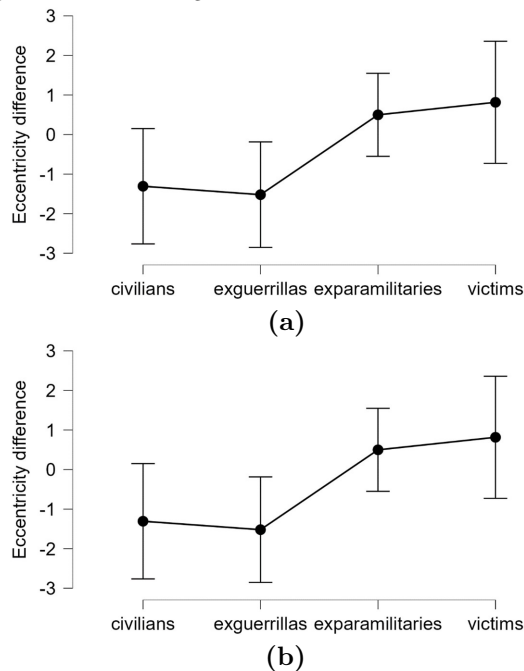 3
2
1
0
-1
-2
-3
Eccentricity difference
civilians exguerrillas exparamilitaries victims
(a)
3
2
1
0
-1
-2
-3
Eccentricity difference
civilians exguerrillas exparamilitaries victims
(b)